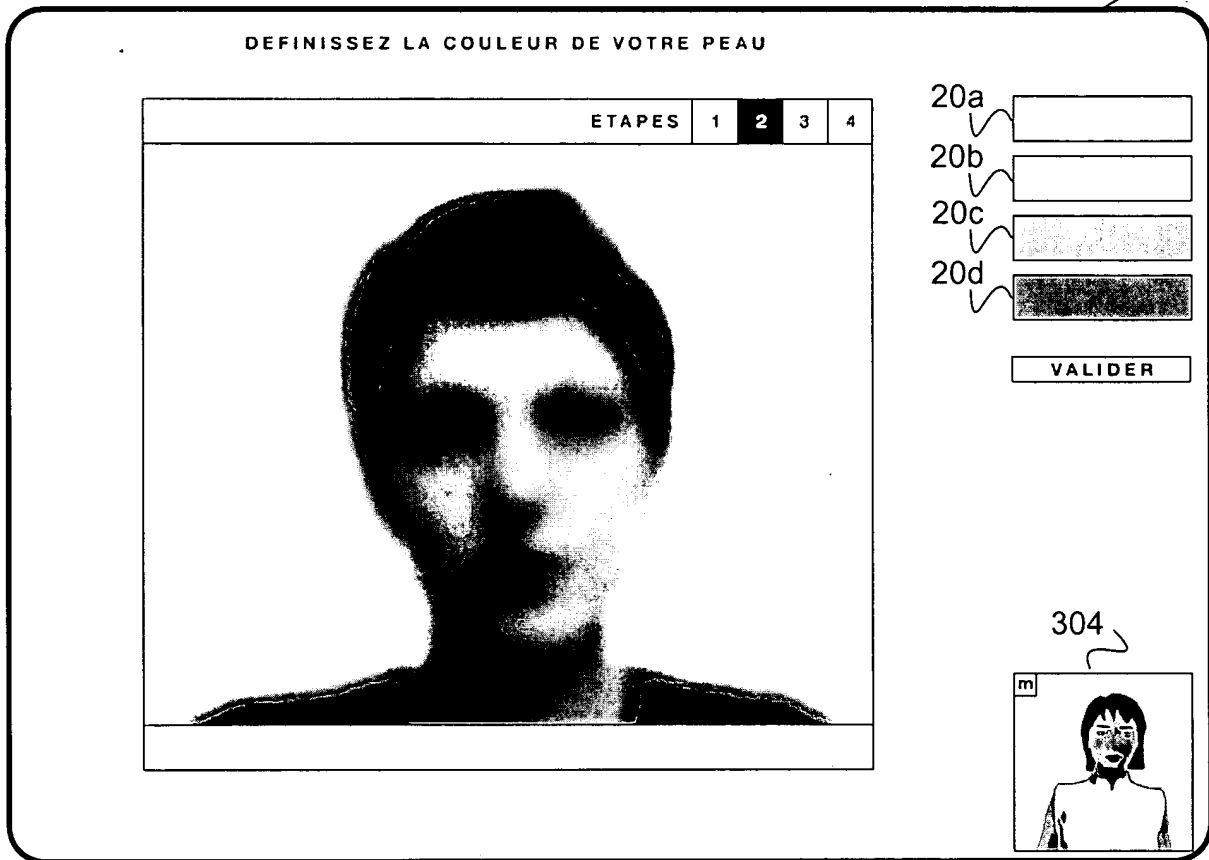 DEFINISSEZ LA COULEUR DE VOTRE PEAU
ETAPES 1 2 3 4
20a
20b
20c
20d
VALIDER
304
m